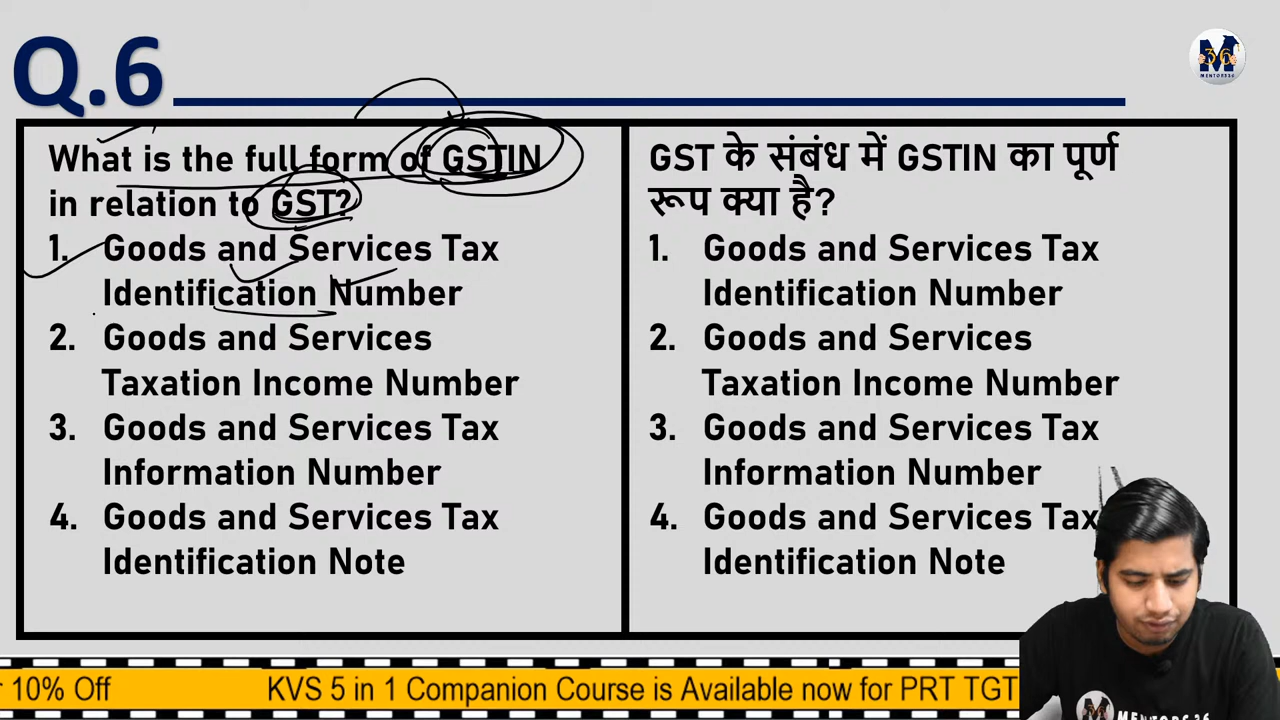 Q.6
MENTORS36
What is the full form of GSTIN
in relation to GST?
1. Goods and Services Tax
Identification Number
2. Goods and Services
Taxation Income Number
3. Goods and Services Tax
Information Number
4. Goods and Services Tax
Identification Note
GST के संबंध में GSTIN का पूर्ण
रूप क्या है?
1. Goods and Services Tax
Identification Number
2. Goods and Services
Taxation Income Number
3. Goods and Services Tax
Information Number
4. Goods and Services Tax
Identification Note
10% Off KVS 5 in 1 Companion Course is Available now for PRT TGT
MENTORS36